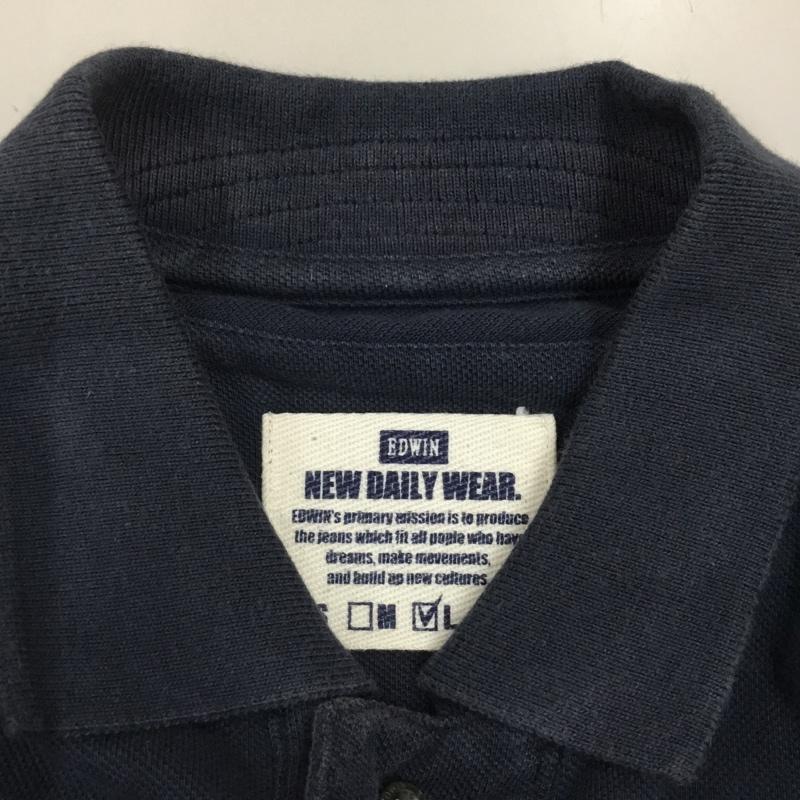 EDWIN
NEW DAILY WEAR.
EDWIN's primary mission is to produce
the jeans which fit all pople who have
dreams, make movements,
and build up new cultures
S ☐M ☑L